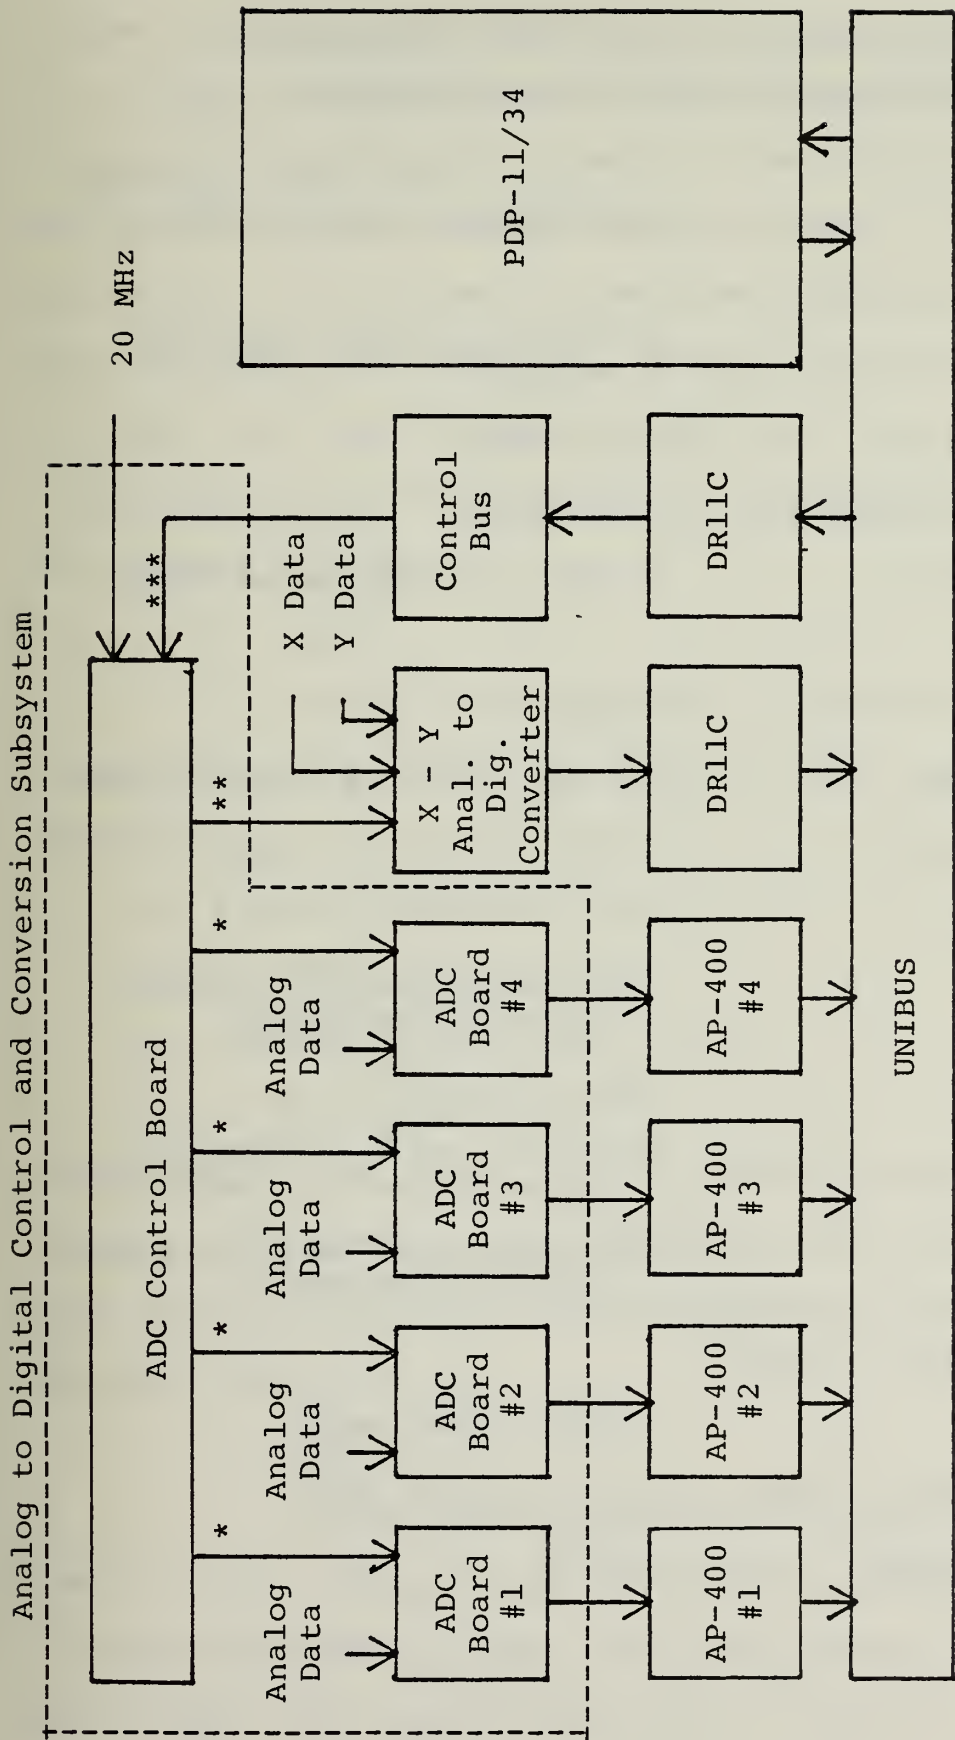 Analog to Digital Control and Conversion Subsystem
ADC Control Board
20 MHz
*
*
*
*
**
***
Analog
Data
Analog
Data
Analog
Data
Analog
Data
X Data
Y Data
ADC
Board
#1
ADC
Board
#2
ADC
Board
#3
ADC
Board
#4
X - Y
Anal. to
Dig.
Converter
Control
Bus
PDP-11/34
AP-400
#1
AP-400
#2
AP-400
#3
AP-400
#4
DR11C
DR11C
UNIBUS